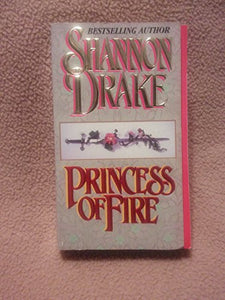 BESTSELLING AUTHOR
SHANNON
DRAKE
PRINCESS
OF FIRE